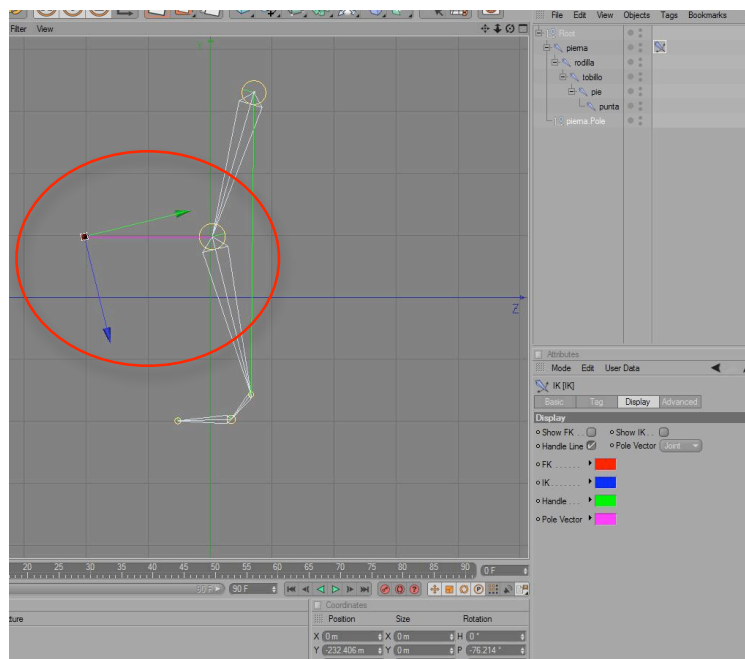 File Edit View Objects Tags Bookmarks
Filter View
Root
pierna
rodilla
tobillo
pie
punta
pierna.Pole
Y
Z
Attributes
Mode Edit User Data
IK [IK]
Basic Tag Display Advanced
Display
Show FK . . Show IK . .
Handle Line Pole Vector Joint
FK . . . . . .
IK . . . . . .
Handle . . .
Pole Vector
20 25 30 35 40 45 50 55 60 65 70 75 80 85 90 0 F
90 F 90 F
Coordinates
Position Size Rotation
X 0 m X 0 m H 0 °
Y -232.406 m Y 0 m P -76.214 °